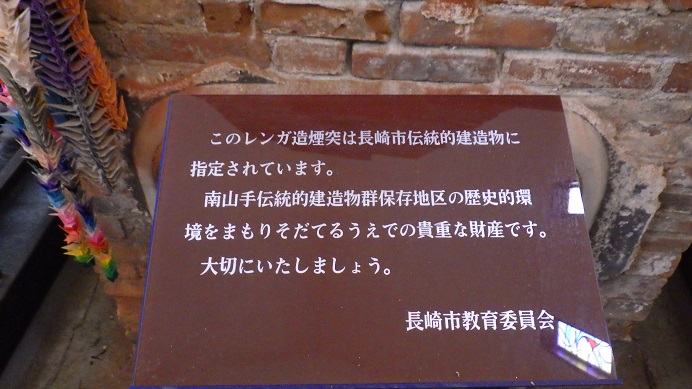 このレンガ造煙突は長崎市伝統的建造物に
指定されています。
南山手伝統的建造物群保存地区の歴史的環
境をまもりそだてるうえでの貴重な財産です。
大切にいたしましょう。
長崎市教育委員会